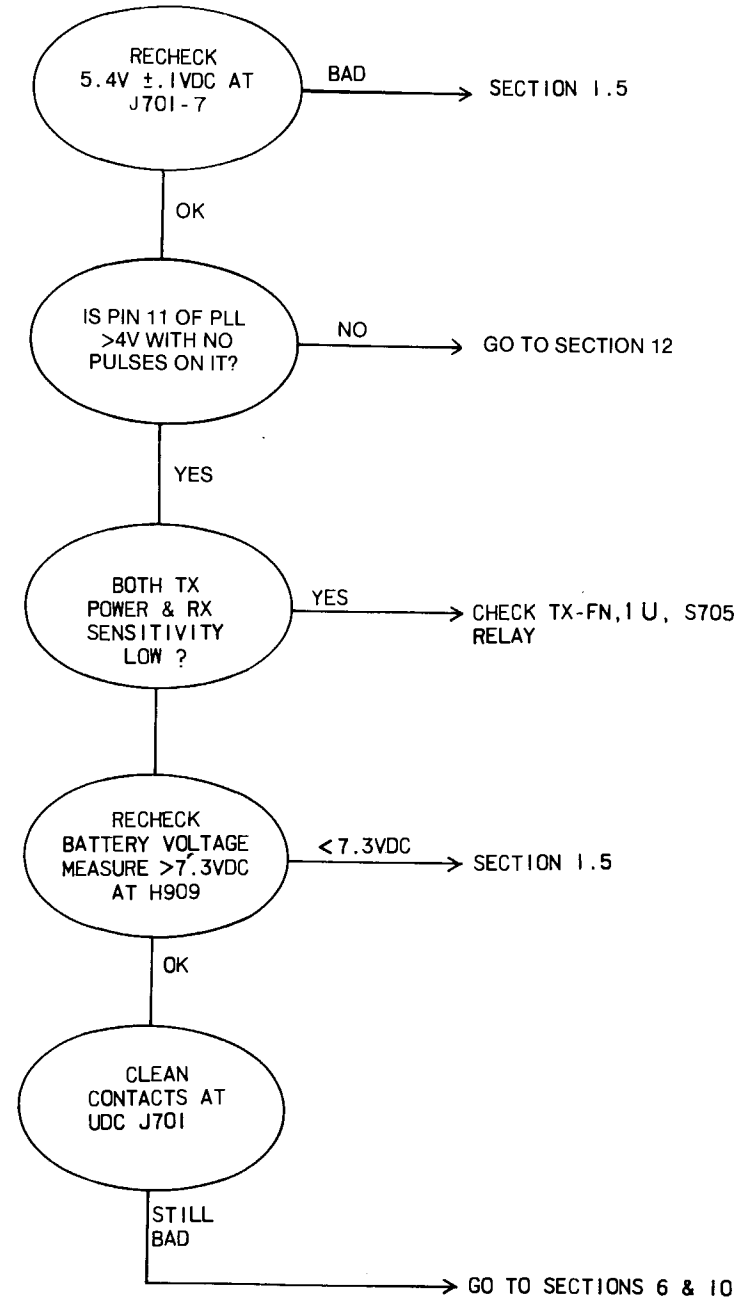 RECHECK
5.4V ±.1VDC AT
J701-7
BAD
SECTION 1.5
OK
IS PIN 11 OF PLL
>4V WITH NO
PULSES ON IT?
NO
GO TO SECTION 12
YES
BOTH TX
POWER & RX
SENSITIVITY
LOW ?
YES
CHECK TX-FN, 1 U, S705
RELAY
RECHECK
BATTERY VOLTAGE
MEASURE >7.3VDC
AT H909
<7.3VDC
SECTION 1.5
OK
CLEAN
CONTACTS AT
UDC J701
STILL
BAD
GO TO SECTIONS 6 & 10